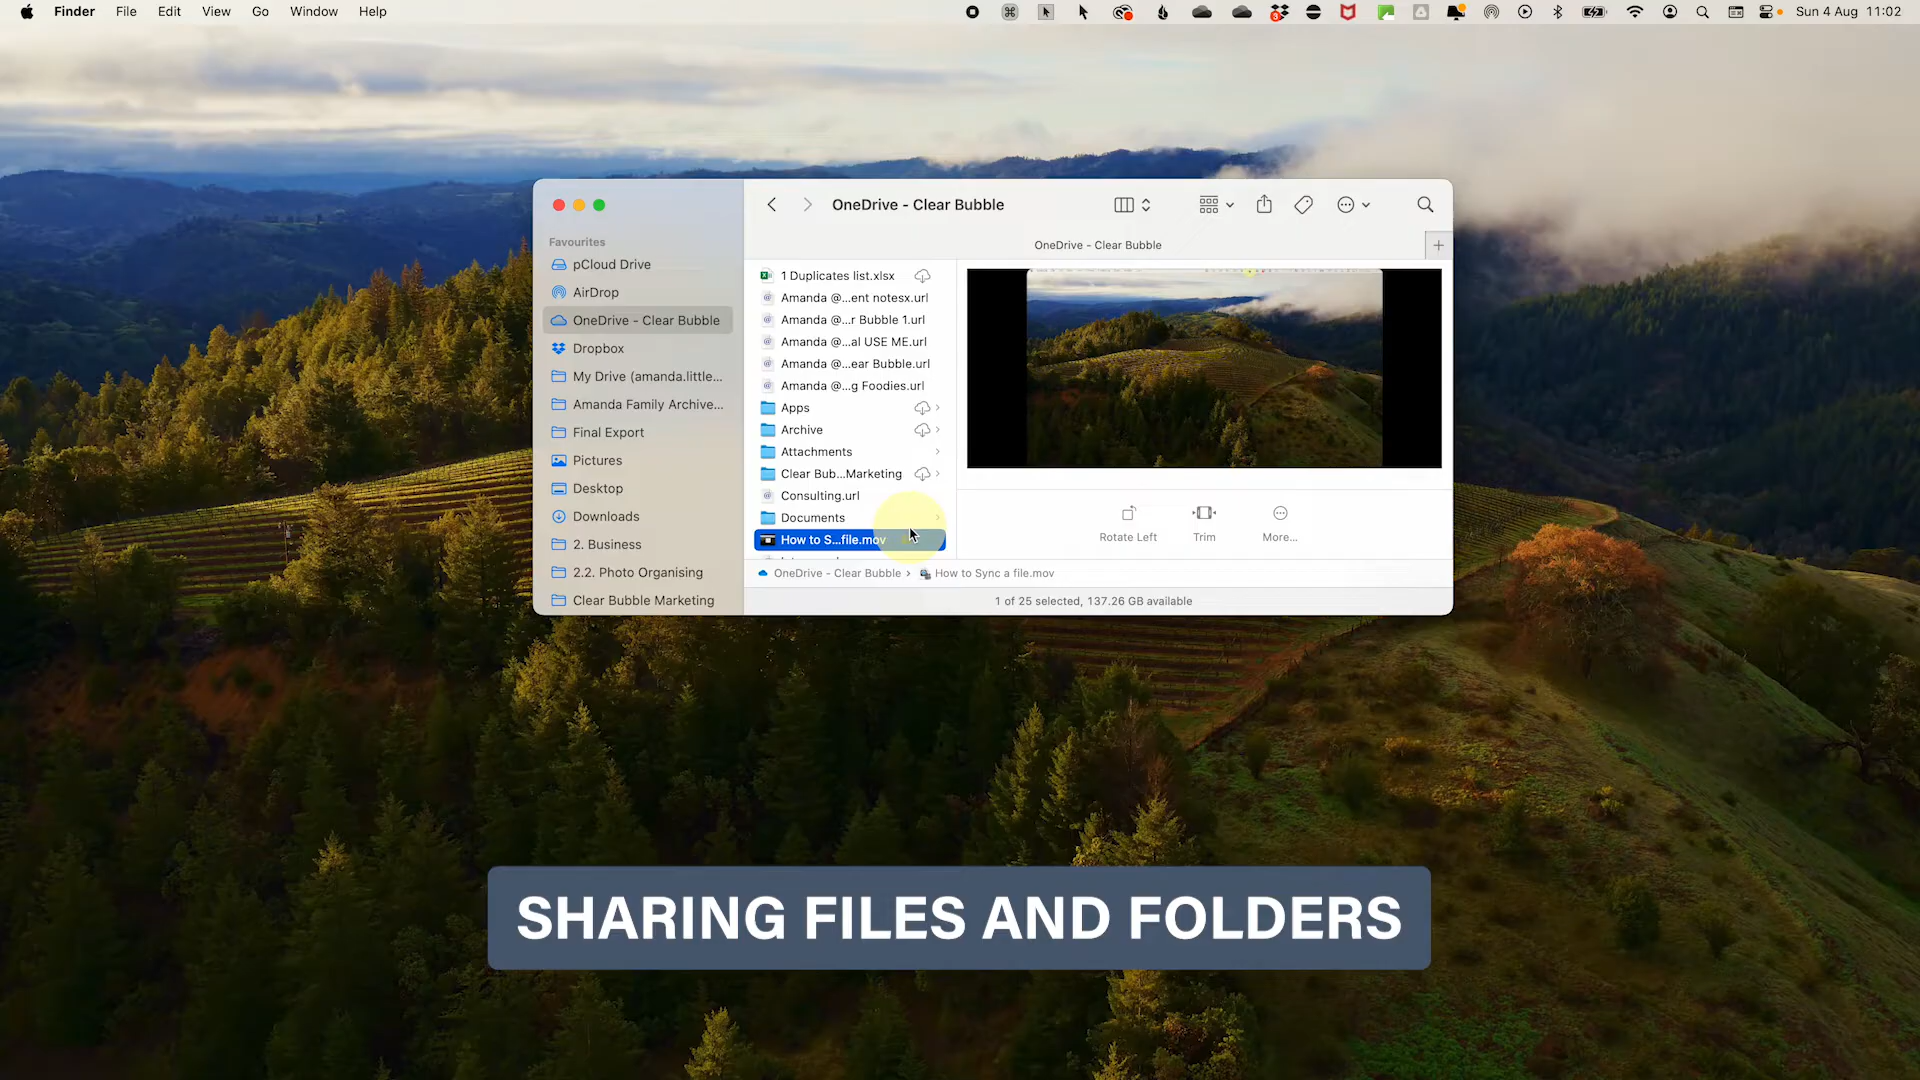 Finder File Edit View Go Window Help
3
Sun 4 Aug 11:02
OneDrive - Clear Bubble
OneDrive - Clear Bubble
Favourites
pCloud Drive
AirDrop
OneDrive - Clear Bubble
Dropbox
My Drive (amanda.little...
Amanda Family Archive...
Final Export
Pictures
Desktop
Downloads
2. Business
2.2. Photo Organising
Clear Bubble Marketing
1 Duplicates list.xlsx
Amanda @...ent notesx.url
Amanda @...r Bubble 1.url
Amanda @...al USE ME.url
Amanda @...ear Bubble.url
Amanda @...g Foodies.url
Apps
Archive
Attachments
Clear Bub...Marketing
Consulting.url
Documents
How to S...file.mov
Rotate Left
Trim
More...
OneDrive - Clear Bubble › How to Sync a file.mov
1 of 25 selected, 137.26 GB available
SHARING FILES AND FOLDERS